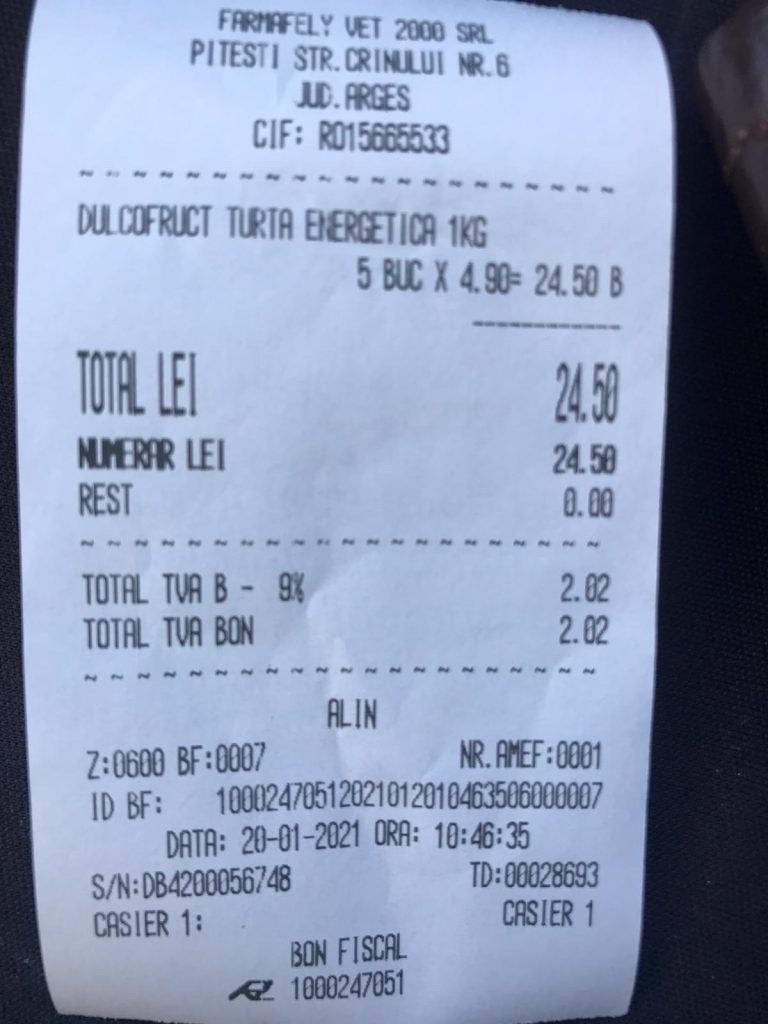 FARMAFELY VET 2000 SRL
PITESTI STR.CRINULUI NR.6
JUD.ARGES
CIF: RO15665533
~ ~ ~ ~ ~ ~ ~ ~ ~ ~ ~ ~ ~ ~ ~ ~ ~ ~ ~ ~
DULCOFRUCT TURTA ENERGETICA 1KG
5 BUC X 4.90= 24.50 B
------------
TOTAL LEI 24.50
NUMERAR LEI 24.50
REST 0.00
~ ~ ~ ~ ~ ~ ~ ~ ~ ~ ~ ~ ~ ~ ~ ~ ~ ~ ~ ~
TOTAL TVA B - 9% 2.02
TOTAL TVA BON 2.02
~ ~ ~ ~ ~ ~ ~ ~ ~ ~ ~ ~ ~ ~ ~ ~ ~ ~ ~ ~
ALIN
Z:0600 BF:0007 NR.AMEF:0001
ID BF: 10002470512021012010463506000007
DATA: 20-01-2021 ORA: 10:46:35
S/N:DB4200056748 TD:00028693
CASIER 1: CASIER 1
BON FISCAL
1000247051